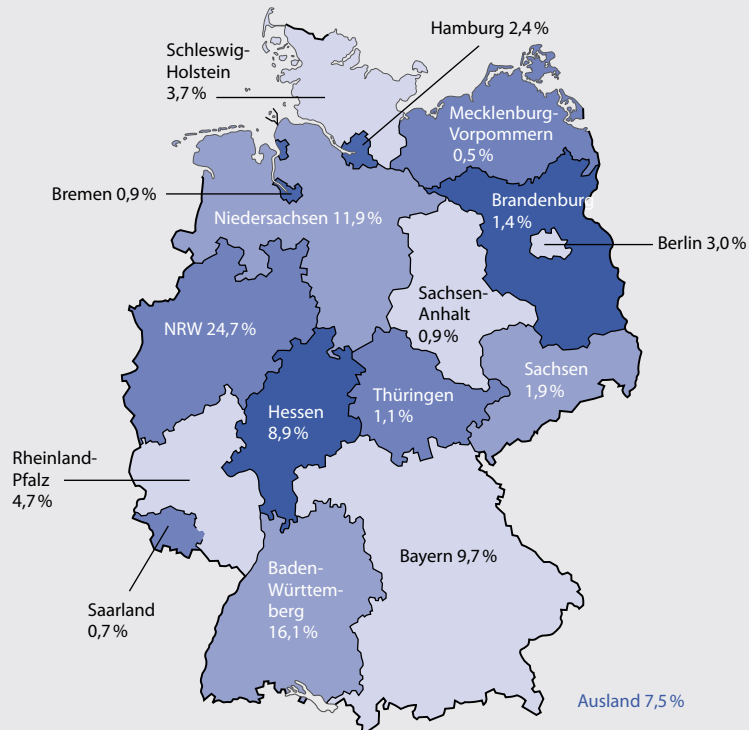 Hamburg 2,4 %
Schleswig-
Holstein
3,7 %
Mecklenburg-
Vorpommern
0,5 %
Bremen 0,9 %
Niedersachsen 11,9 %
Brandenburg
1,4 %
Berlin 3,0 %
Sachsen-
Anhalt
0,9 %
NRW 24,7 %
Sachsen
1,9 %
Thüringen
1,1 %
Hessen
8,9 %
Rheinland-
Pfalz
4,7 %
Bayern 9,7 %
Baden-
Württem-
berg
16,1 %
Saarland
0,7 %
Ausland 7,5 %